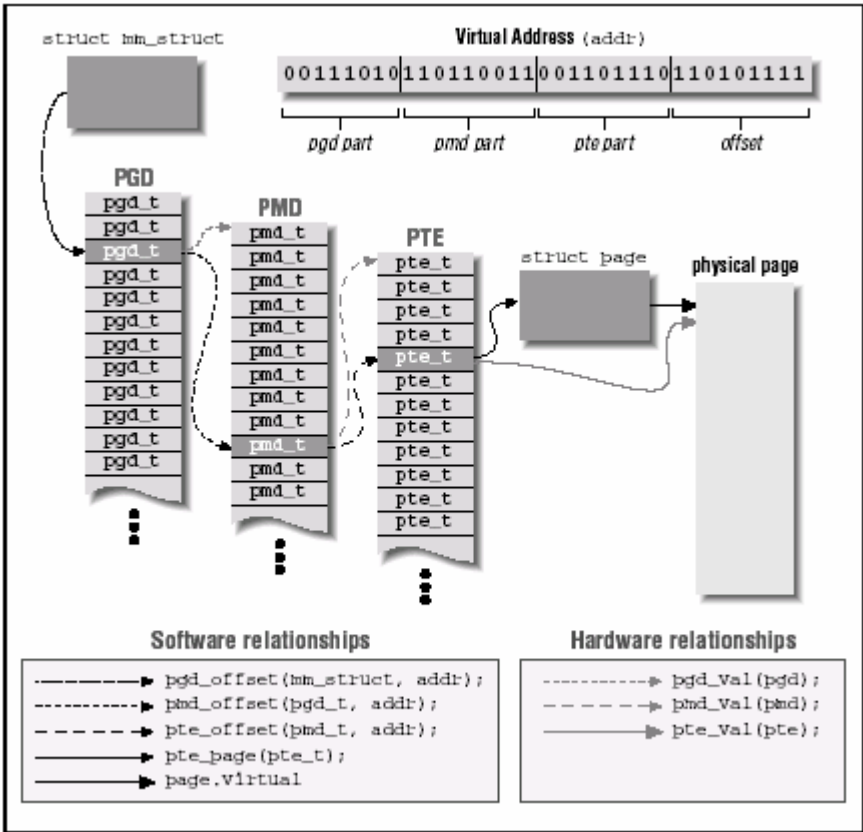 struct mm_struct
Virtual Address (addr)
00111010 110110011 001101110 110101111
pgd part pmd part pte part offset
PGD
pgd_t
pgd_t
pgd_t
pgd_t
pgd_t
pgd_t
pgd_t
pgd_t
pgd_t
pgd_t
pgd_t
pgd_t
PMD
pmd_t
pmd_t
pmd_t
pmd_t
pmd_t
pmd_t
pmd_t
pmd_t
pmd_t
pmd_t
pmd_t
pmd_t
PTE
pte_t
pte_t
pte_t
pte_t
pte_t
pte_t
pte_t
pte_t
pte_t
pte_t
pte_t
pte_t
struct page
physical page
Software relationships
pgd_offset(mm_struct, addr);
pmd_offset(pgd_t, addr);
pte_offset(pmd_t, addr);
pte_page(pte_t);
page.virtual
Hardware relationships
pgd_val(pgd);
pmd_val(pmd);
pte_val(pte);